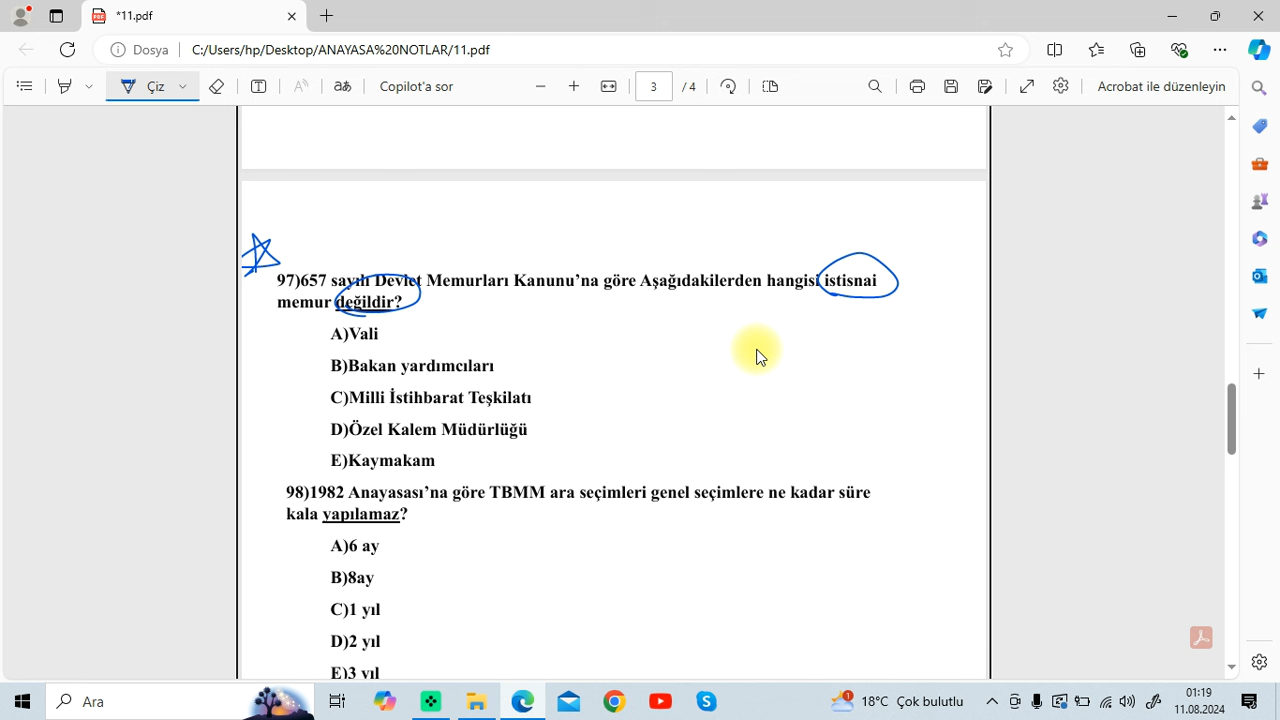 *11.pdf
Dosya
C:/Users/hp/Desktop/ANAYASA%20NOTLAR/11.pdf
Çiz
aあ
Copilot'a sor
3
/ 4
Acrobat ile düzenleyin
97)657 sayılı Devlet Memurları Kanunu’na göre Aşağıdakilerden hangisi istisnai
memur değildir?
A)Vali
B)Bakan yardımcıları
C)Milli İstihbarat Teşkilatı
D)Özel Kalem Müdürlüğü
E)Kaymakam
98)1982 Anayasası’na göre TBMM ara seçimleri genel seçimlere ne kadar süre
kala yapılamaz?
A)6 ay
B)8ay
C)1 yıl
D)2 yıl
E)3 yıl
Ara
1
18°C Çok bulutlu
01:19
11.08.2024